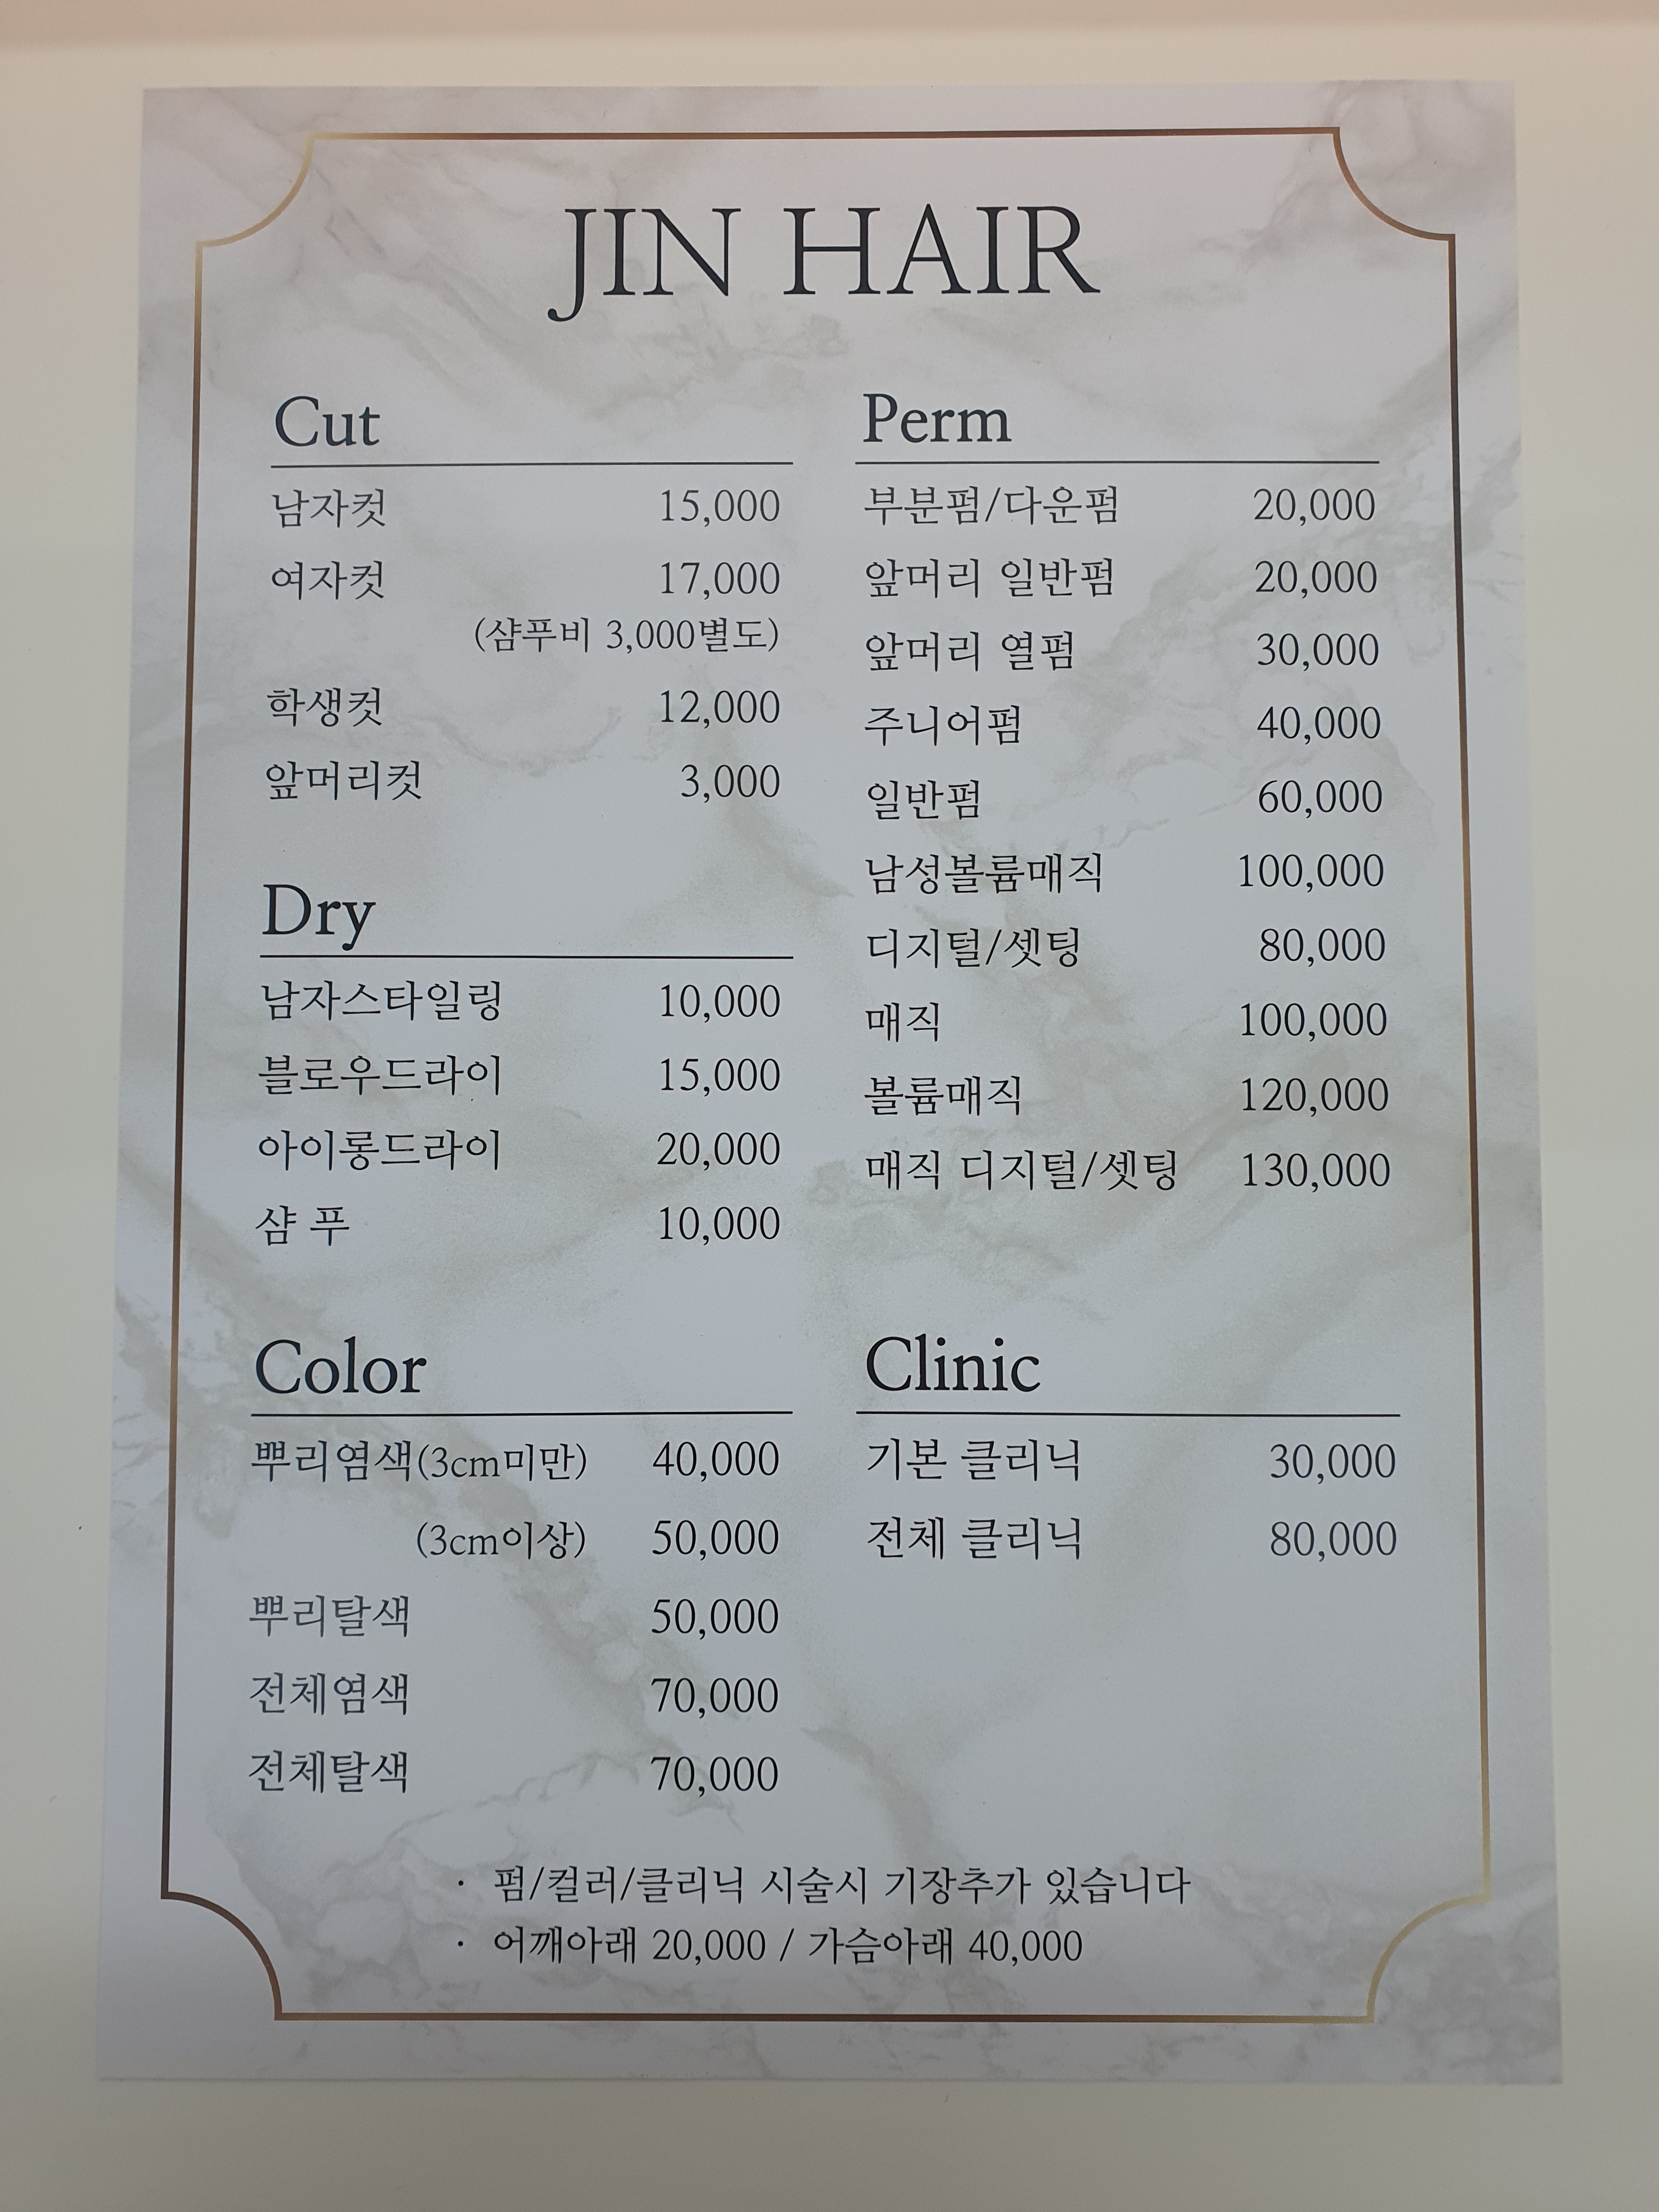 JIN HAIR
Cut
남자컷 15,000
여자컷 17,000
(샴푸비 3,000별도)
학생컷 12,000
앞머리컷 3,000
Dry
남자스타일링 10,000
블로우드라이 15,000
아이롱드라이 20,000
샴 푸 10,000
Color
뿌리염색(3cm미만) 40,000
(3cm이상) 50,000
뿌리탈색 50,000
전체염색 70,000
전체탈색 70,000
Perm
부분펌/다운펌 20,000
앞머리 일반펌 20,000
앞머리 열펌 30,000
주니어펌 40,000
일반펌 60,000
남성볼륨매직 100,000
디지털/셋팅 80,000
매직 100,000
볼륨매직 120,000
매직 디지털/셋팅 130,000
Clinic
기본 클리닉 30,000
전체 클리닉 80,000
· 펌/컬러/클리닉 시술시 기장추가 있습니다
· 어깨아래 20,000 / 가슴아래 40,000